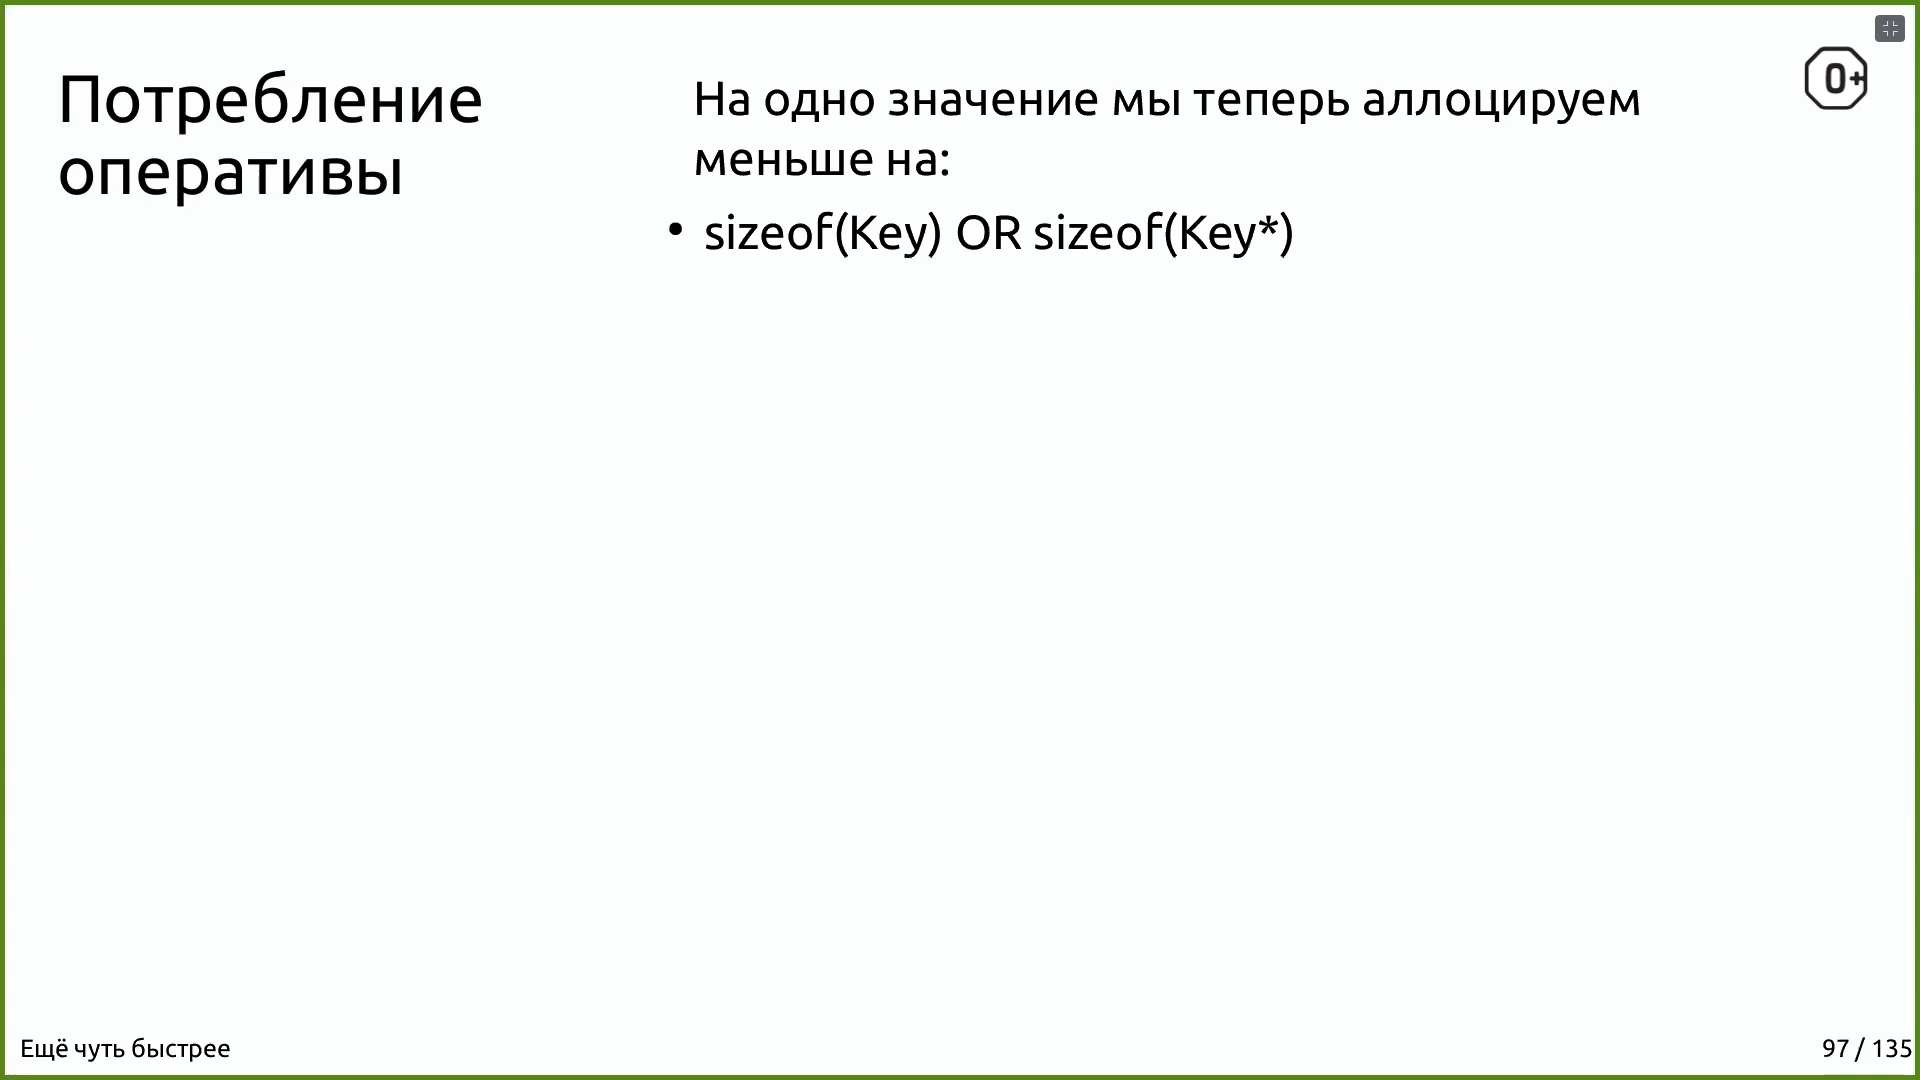 Потребление
оперативы
На одно значение мы теперь аллоцируем
меньше на:
• sizeof(Key) OR sizeof(Key*)
0+
Ещё чуть быстрее
97 / 135